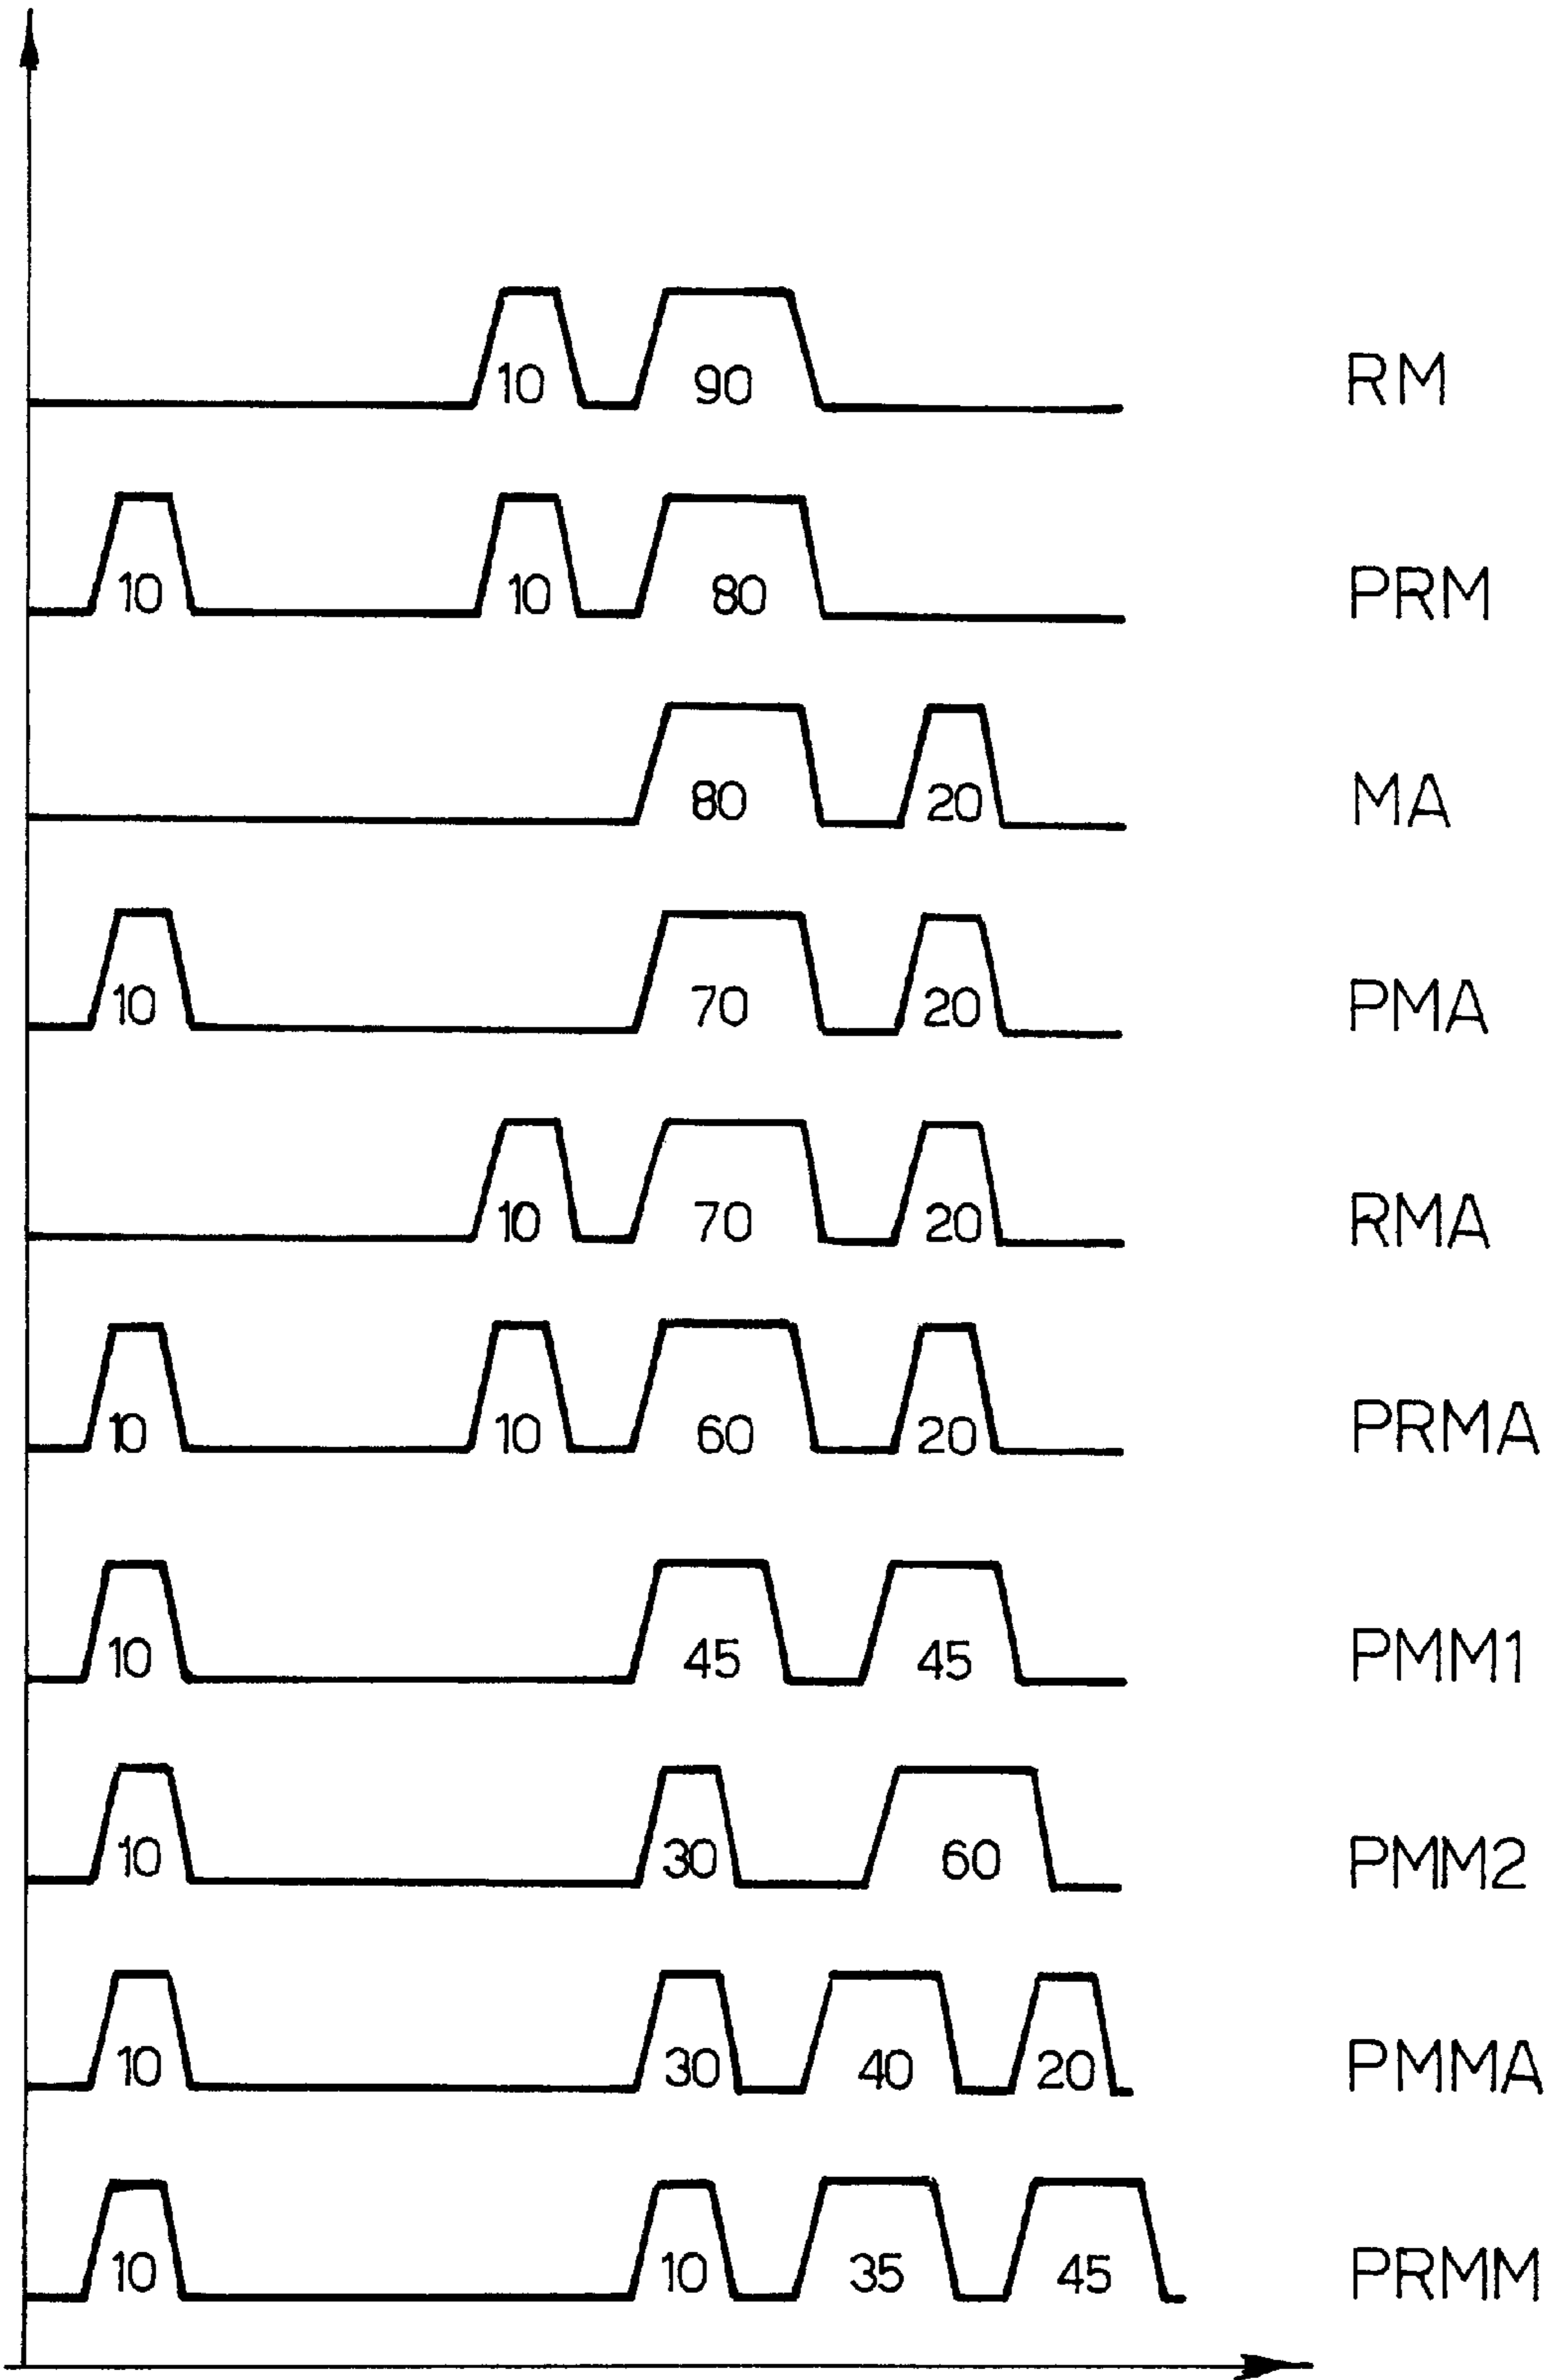 10 90 RM
10 10 80 PRM
80 20 MA
10 70 20 PMA
10 70 20 RMA
10 10 60 20 PRMA
10 45 45 PMM1
10 30 60 PMM2
10 30 40 20 PMMA
10 10 35 45 PRMM